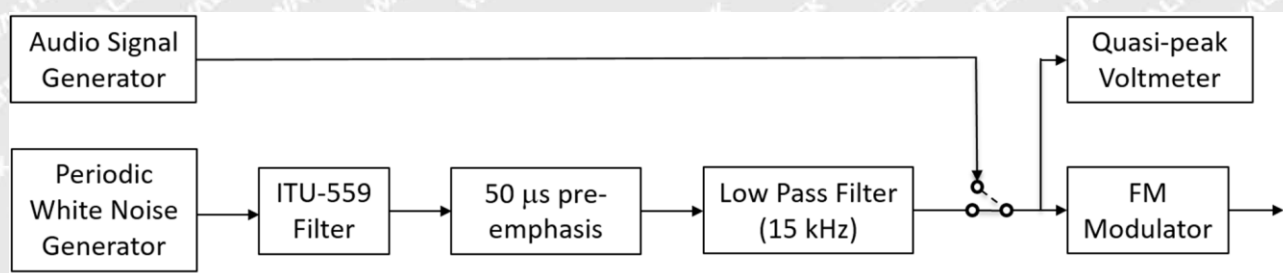 Audio Signal
Generator
Quasi-peak
Voltmeter
Periodic
White Noise
Generator
ITU-559
Filter
50 μs pre-
emphasis
Low Pass Filter
(15 kHz)
FM
Modulator